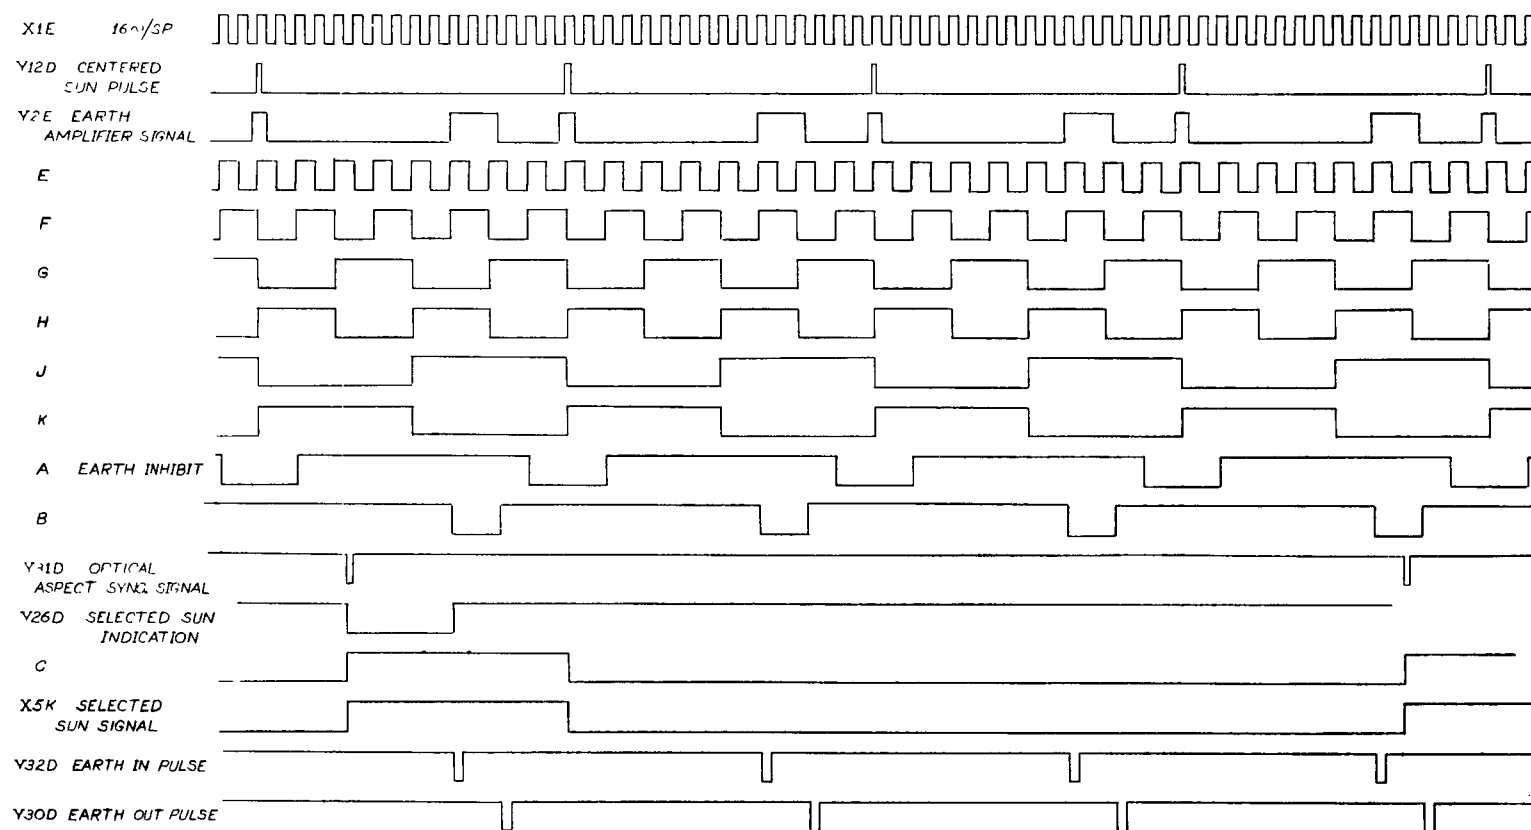 X1E 16~/SP
Y12D CENTERED
SUN PULSE
Y2E EARTH
AMPLIFIER SIGNAL
E
F
G
H
J
K
A EARTH INHIBIT
B
Y31D OPTICAL
ASPECT SYNC. SIGNAL
Y26D SELECTED SUN
INDICATION
C
X5K SELECTED
SUN SIGNAL
Y32D EARTH IN PULSE
Y30D EARTH OUT PULSE